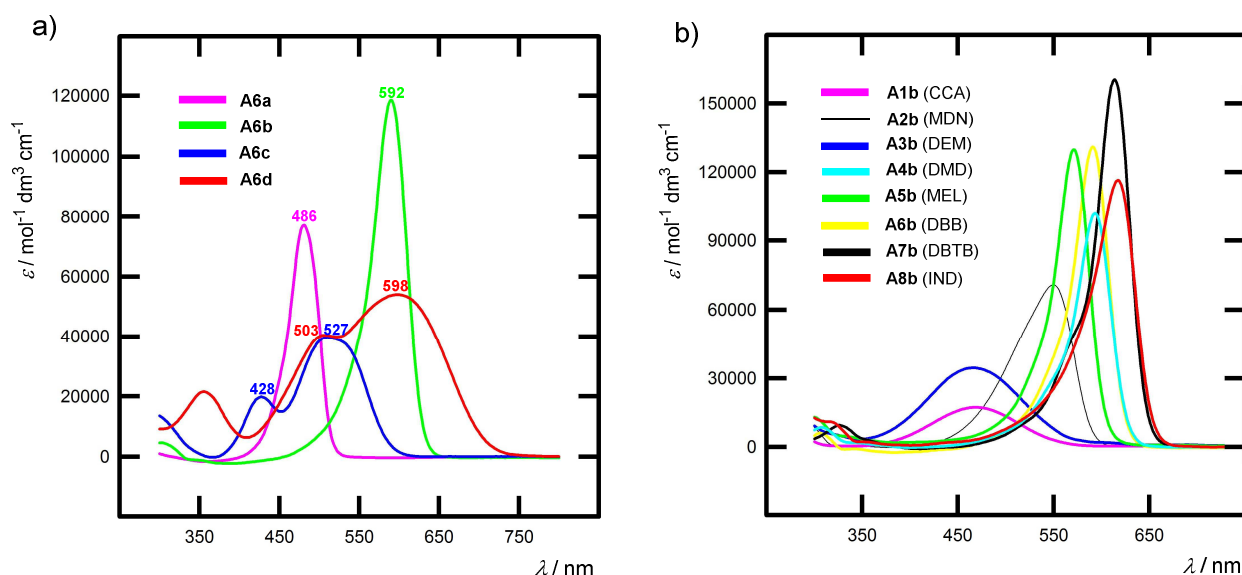 a)
ε / mol-1 dm3 cm-1
120000
100000
80000
60000
40000
20000
0
350
450
550
650
750
λ / nm
A6a
A6b
A6c
A6d
592
486
598
503
527
428
b)
ε / mol-1 dm3 cm-1
150000
120000
90000
60000
30000
0
350
450
550
650
λ / nm
A1b (CCA)
A2b (MDN)
A3b (DEM)
A4b (DMD)
A5b (MEL)
A6b (DBB)
A7b (DBTB)
A8b (IND)